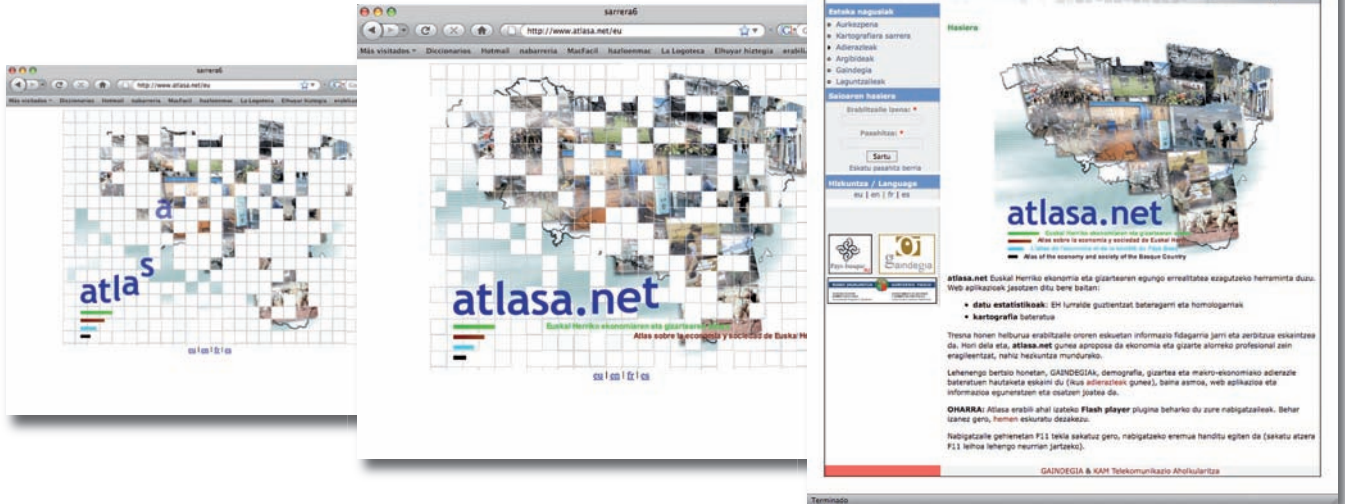 sarrera6
http://www.atlasa.net/eu
Más visitados Diccionarios Hotmail nabarreria MacFacil hazloenmac La Logoteca Elhuyar hiztegia
a
atlas
eu | en | fr | es
sarrera6
http://www.atlasa.net/eu
Más visitados Diccionarios Hotmail nabarreria MacFacil hazloenmac La Logoteca Elhuyar hiztegia
atlasa.net
Euskal Herriko ekonomiaren eta gizartearen
Atlas sobre la economía y sociedad de Euskal
eu | en | fr | es
Esteka nagusiak
Aurkezpena
Kartografiara sarrera
Adierazleak
Argibideak
Gaindegia
Laguntzaileak
Saioaren hasiera
Erabiltzaile izena: *
Pasahitza: *
Sartu
Eskatu pasahitz berria
Hizkuntza / Language
eu | en | fr | es
gaindegia
Hasiera
atlasa.net
Euskal Herriko ekonomiaren eta gizartearen
Atlas sobre la economía y sociedad de Euskal
Atlas of the economy and society of the Basque Country
atlasa.net Euskal Herriko ekonomia eta gizartearen egungo errealitatea ezagutzeko herraminta duzu.
Web aplikazioak jasotzen ditu bere baitan:
• datu estatistikoak: EH lurralde guztientzat bateragarri eta homologarriak
• kartografia bateratua
Tresna honen helburua erabiltzaile ororen eskuetan informazio fidagarria jarri eta zerbitzua eskaintzea
da. Hori dela eta, atlasa.net gunea aproposa da ekonomia eta gizarte alorreko profesional zein
eragileentzat, nahiz hezkuntza mundurako.
Lehenengo bertsio honetan, GAINDEGIAk, demografia, gizartea eta makro-ekonomiako adierazle
bateratuen hautaketa eskaini du (ikus adierazleak gunea), baina asmoa, web aplikazioa eta
informazioa eguneratzen eta osatzen joatea da.
OHARRA: Atlasa erabili ahal izateko Flash player plugina beharko du zure nabigatzaileak. Behar
izanez gero, hemen eskuratu dezakezu.
Nabigatzaile gehienetan F11 tekla sakatuz gero, nabigatzeko eremua handitu egiten da (sakatu atzera
F11 leihoa lehengo neurrian jartzeko).
GAINDEGIA & KAM Telekomunikazio Aholkularitza
Terminado